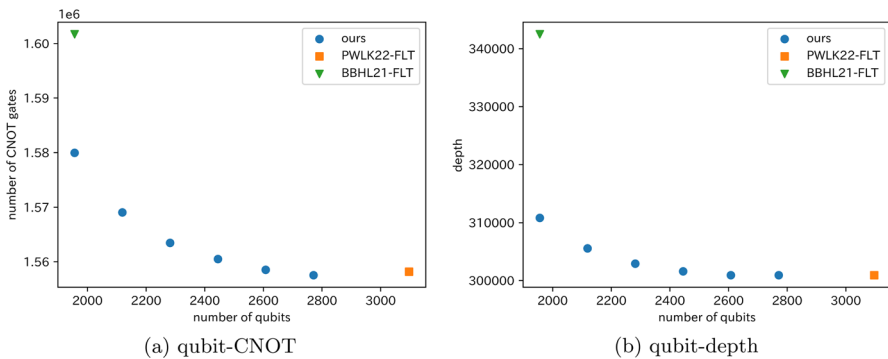 1e6
1.60
1.59
1.58
1.57
1.56
number of CNOT gates
ours
PWLK22-FLT
BBHL21-FLT
2000 2200 2400 2600 2800 3000
number of qubits
(a) qubit-CNOT
340000
330000
320000
310000
300000
depth
ours
PWLK22-FLT
BBHL21-FLT
2000 2200 2400 2600 2800 3000
number of qubits
(b) qubit-depth